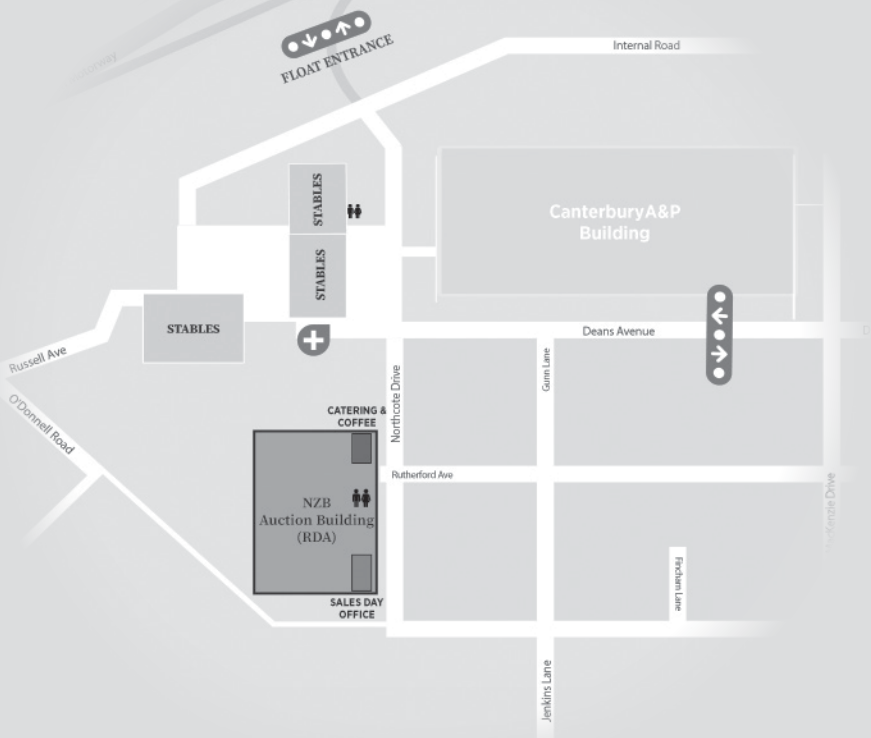 FLOAT ENTRANCE
Internal Road
STABLES
CanterburyA&P
Building
STABLES
STABLES
Deans Avenue
Russell Ave
Gunn Lane
O'Donnell Road
Northcote Drive
CATERING &
COFFEE
Rutherford Ave
NZB
Auction Building
(RDA)
Fincham Lane
SALES DAY
OFFICE
Jenkins Lane